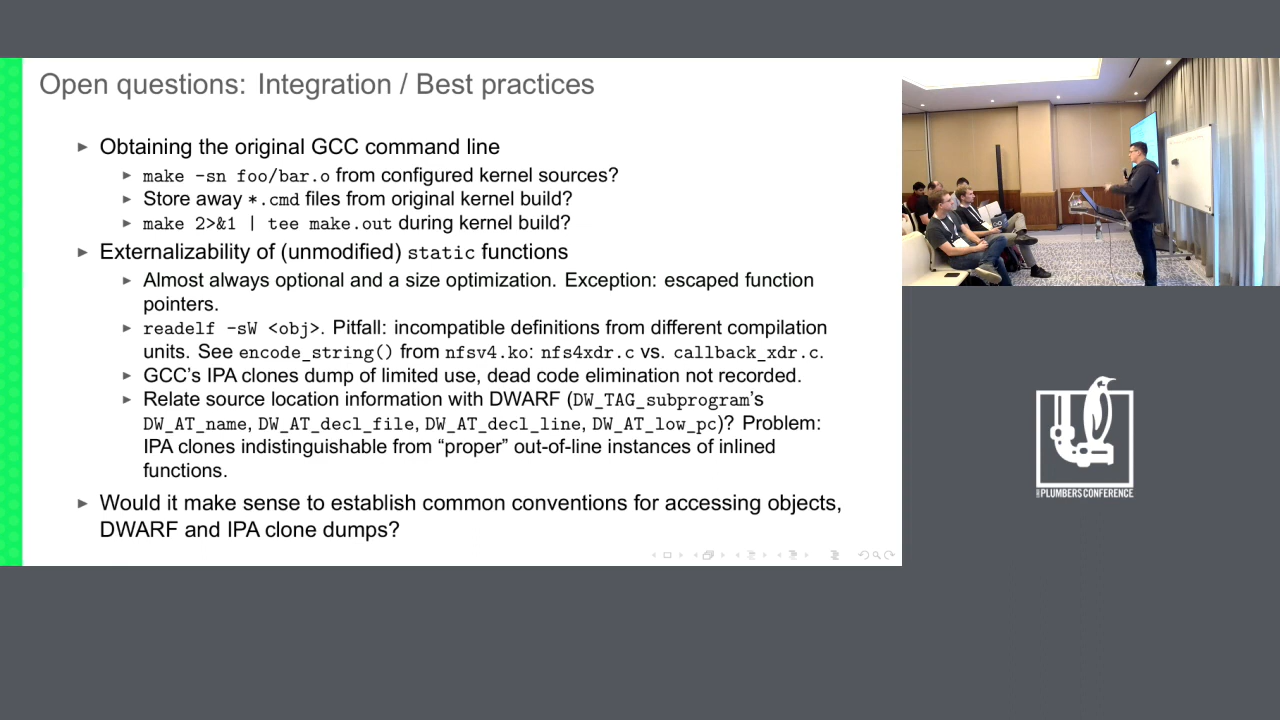 Open questions: Integration / Best practices
Obtaining the original GCC command line
make -sn foo/bar.o from configured kernel sources?
Store away *.cmd files from original kernel build?
make 2>&1 | tee make.out during kernel build?
Externalizability of (unmodified) static functions
Almost always optional and a size optimization. Exception: escaped function
pointers.
readelf -sW <obj>. Pitfall: incompatible definitions from different compilation
units. See encode_string() from nfsv4.ko: nfs4xdr.c vs. callback_xdr.c.
GCC's IPA clones dump of limited use, dead code elimination not recorded.
Relate source location information with DWARF (DW_TAG_subprogram's
DW_AT_name, DW_AT_decl_file, DW_AT_decl_line, DW_AT_low_pc)? Problem:
IPA clones indistinguishable from “proper” out-of-line instances of inlined
functions.
Would it make sense to establish common conventions for accessing objects,
DWARF and IPA clone dumps?
PLUMBERS CONFERENCE